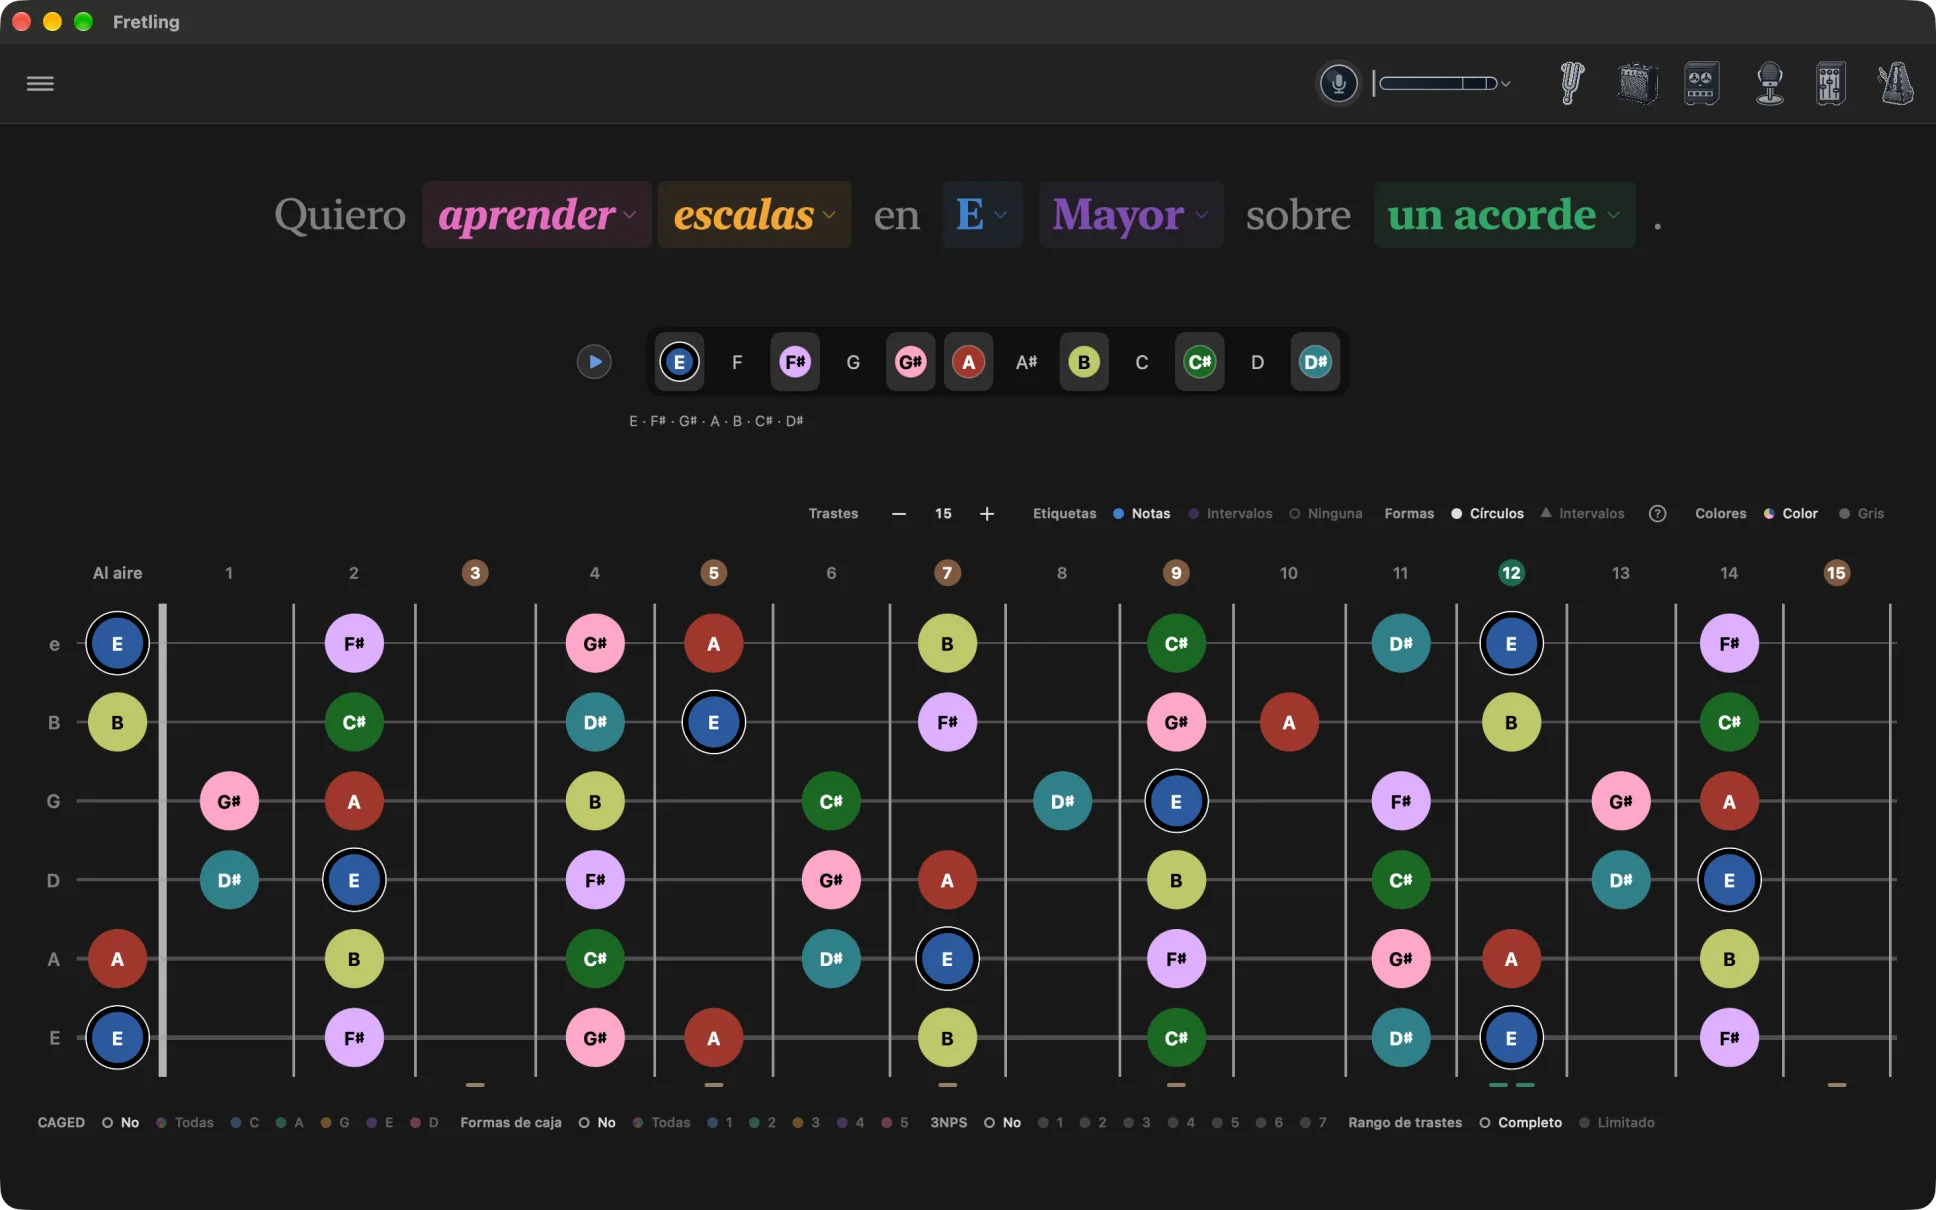 Fretling
Quiero aprender escalas en E Mayor sobre un acorde .
E F F# G G# A A# B C C# D D#
E · F# · G# · A · B · C# · D#
Trastes − 15 + Etiquetas Notas Intervalos Ninguna Formas Círculos Intervalos ? Colores Color Gris
Al aire 1 2 3 4 5 6 7 8 9 10 11 12 13 14 15
e E F# G# A B C# D# E F#
B B C# D# E F# G# A B C#
G G# A B C# D# E F# G# A
D D# E F# G# A B C# D# E
A A B C# D# E F# G# A B
E E F# G# A B C# D# E F#
CAGED No Todas C A G E D Formas de caja No Todas 1 2 3 4 5 3NPS No 1 2 3 4 5 6 7 Rango de trastes Completo Limitado